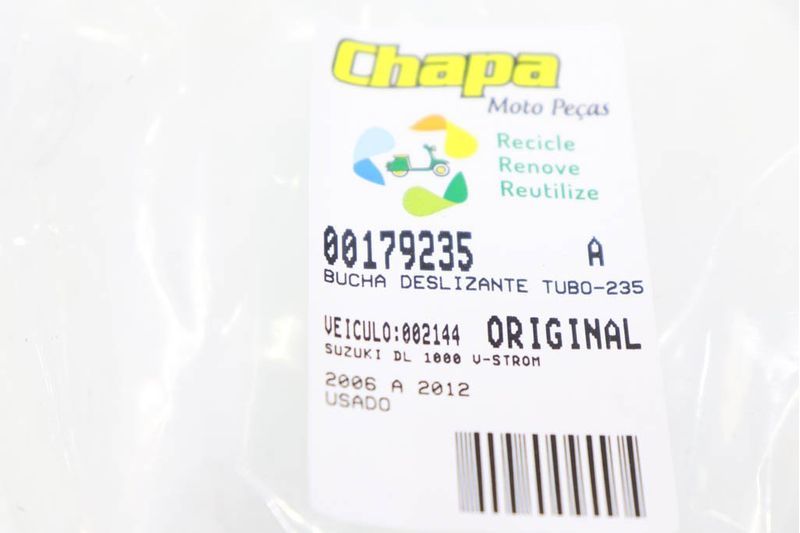 Chapa
Moto Peças
Recicle
Renove
Reutilize
00179235 A
BUCHA DESLIZANTE TUBO-235
VEICULO:002144 ORIGINAL
SUZUKI DL 1000 V-STROM
2006 A 2012
USADO